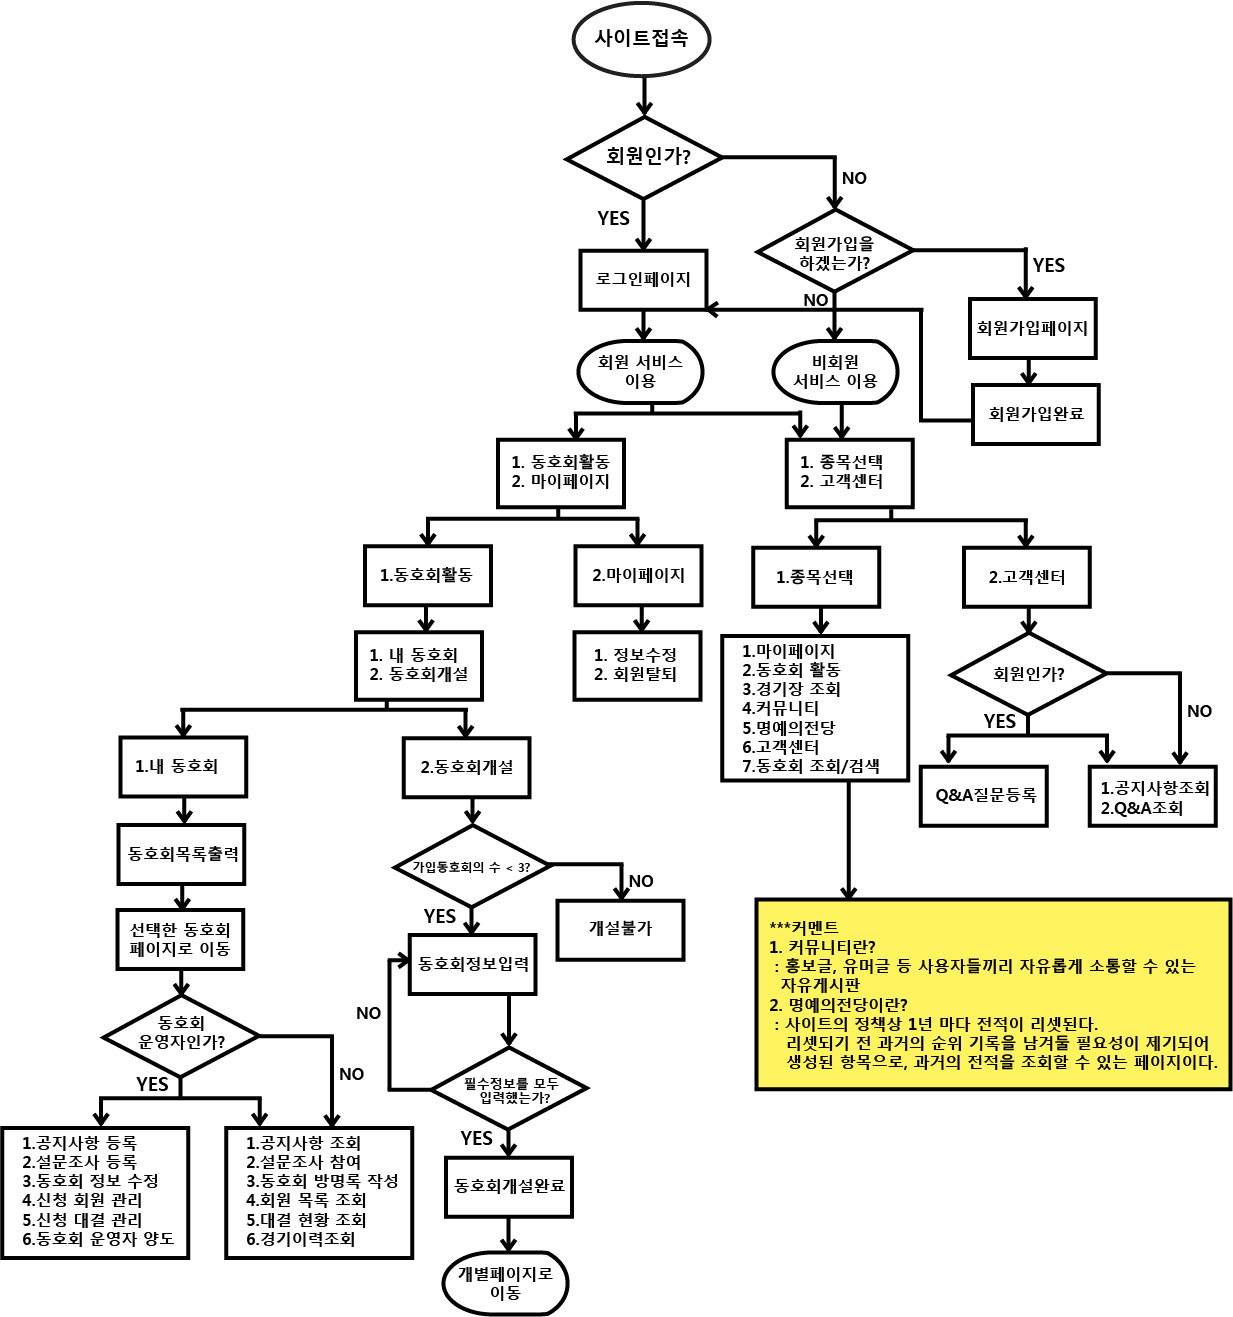 사이트접속
회원인가?
NO
YES
회원가입을
하겠는가?
YES
로그인페이지
NO
회원가입페이지
회원 서비스
이용
비회원
서비스 이용
회원가입완료
1. 동호회활동
2. 마이페이지
1. 종목선택
2. 고객센터
1.동호회활동
2.마이페이지
1.종목선택
2.고객센터
1. 내 동호회
2. 동호회개설
1. 정보수정
2. 회원탈퇴
1.마이페이지
2.동호회 활동
3.경기장 조회
4.커뮤니티
5.명예의전당
6.고객센터
7.동호회 조회/검색
회원인가?
YES
NO
1.내 동호회
2.동호회개설
Q&A질문등록
1.공지사항조회
2.Q&A조회
동호회목록출력
가입동호회의 수 < 3?
NO
YES
개설불가
선택한 동호회
페이지로 이동
동호회정보입력
***커멘트
1. 커뮤니티란?
: 홍보글, 유머글 등 사용자들끼리 자유롭게 소통할 수 있는
자유게시판
2. 명예의전당이란?
: 사이트의 정책상 1년 마다 전적이 리셋된다.
리셋되기 전 과거의 순위 기록을 남겨둘 필요성이 제기되어
생성된 항목으로, 과거의 전적을 조회할 수 있는 페이지이다.
동호회
운영자인가?
YES
NO
NO
필수정보를 모두
입력했는가?
YES
1.공지사항 등록
2.설문조사 등록
3.동호회 정보 수정
4.신청 회원 관리
5.신청 대결 관리
6.동호회 운영자 양도
1.공지사항 조회
2.설문조사 참여
3.동호회 방명록 작성
4.회원 목록 조회
5.대결 현황 조회
6.경기이력조회
동호회개설완료
개별페이지로
이동